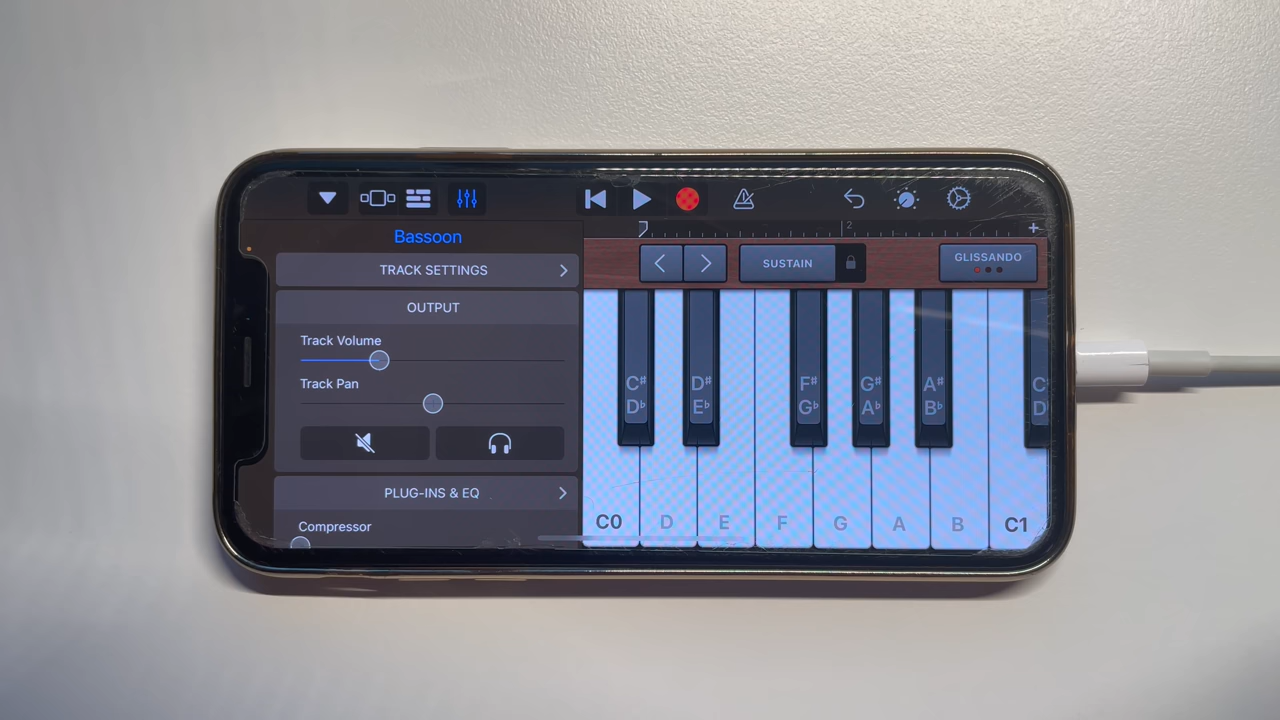 2
Bassoon
TRACK SETTINGS
SUSTAIN
GLISSANDO
OUTPUT
Track Volume
Track Pan
C♯ D♯ F♯ G♯ A♯
D♭ E♭ G♭ A♭ B♭
PLUG-INS & EQ
Compressor
C0 D E F G A B C1